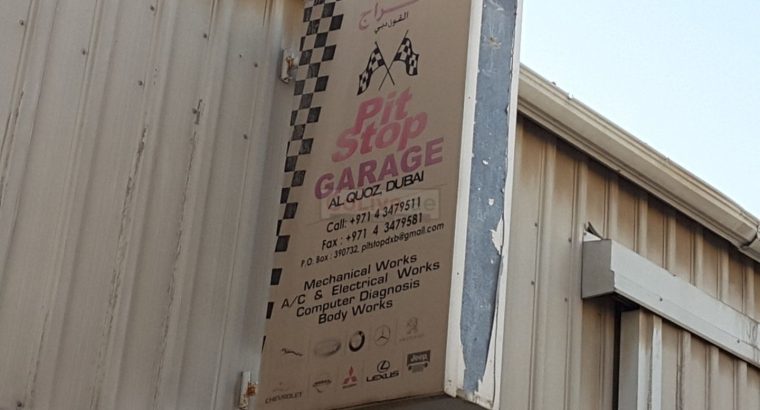 Pit
Stop
GARAGE
AL QUOZ, DUBAI
Call: +971 4 3479511
Fax : +971 4 3479581
P.O. Box : 390732, pitstopdxb@gmail.com
Mechanical Works
A/C & Electrical Works
Computer Diagnosis
Body Works
CHEVROLET
LEXUS
Jeep